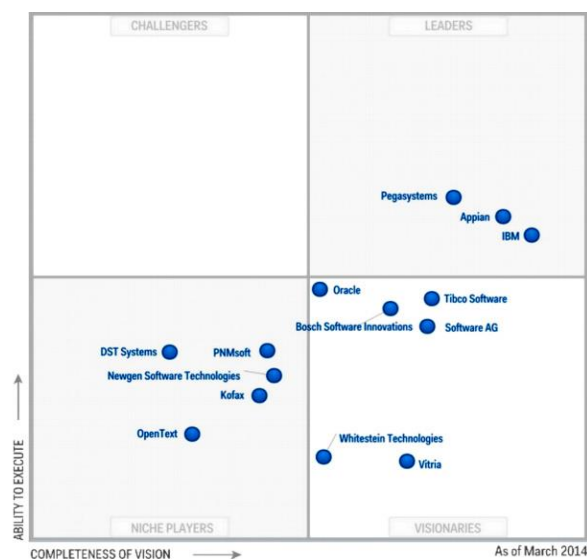 CHALLENGERS
LEADERS
Pegasystems
Appian
IBM
Oracle
Tibco Software
Bosch Software Innovations
Software AG
DST Systems
PNMsoft
Newgen Software Technologies
Kofax
OpenText
Whitestein Technologies
Vitria
NICHE PLAYERS
VISIONARIES
ABILITY TO EXECUTE
COMPLETENESS OF VISION
As of March 2014